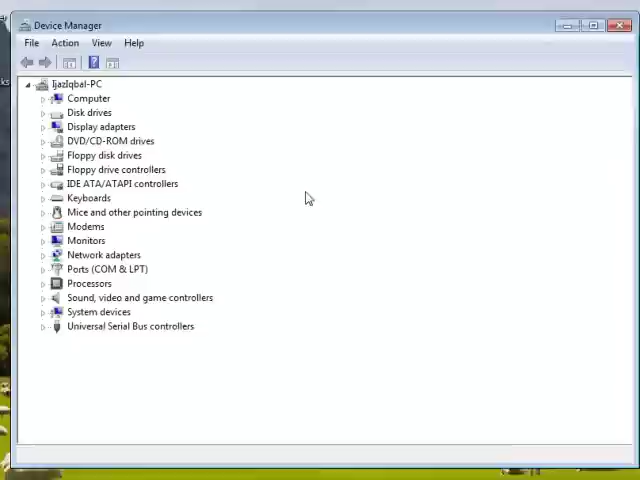 Device Manager
File Action View Help
IjazIqbal-PC
Computer
Disk drives
Display adapters
DVD/CD-ROM drives
Floppy disk drives
Floppy drive controllers
IDE ATA/ATAPI controllers
Keyboards
Mice and other pointing devices
Modems
Monitors
Network adapters
Ports (COM & LPT)
Processors
Sound, video and game controllers
System devices
Universal Serial Bus controllers